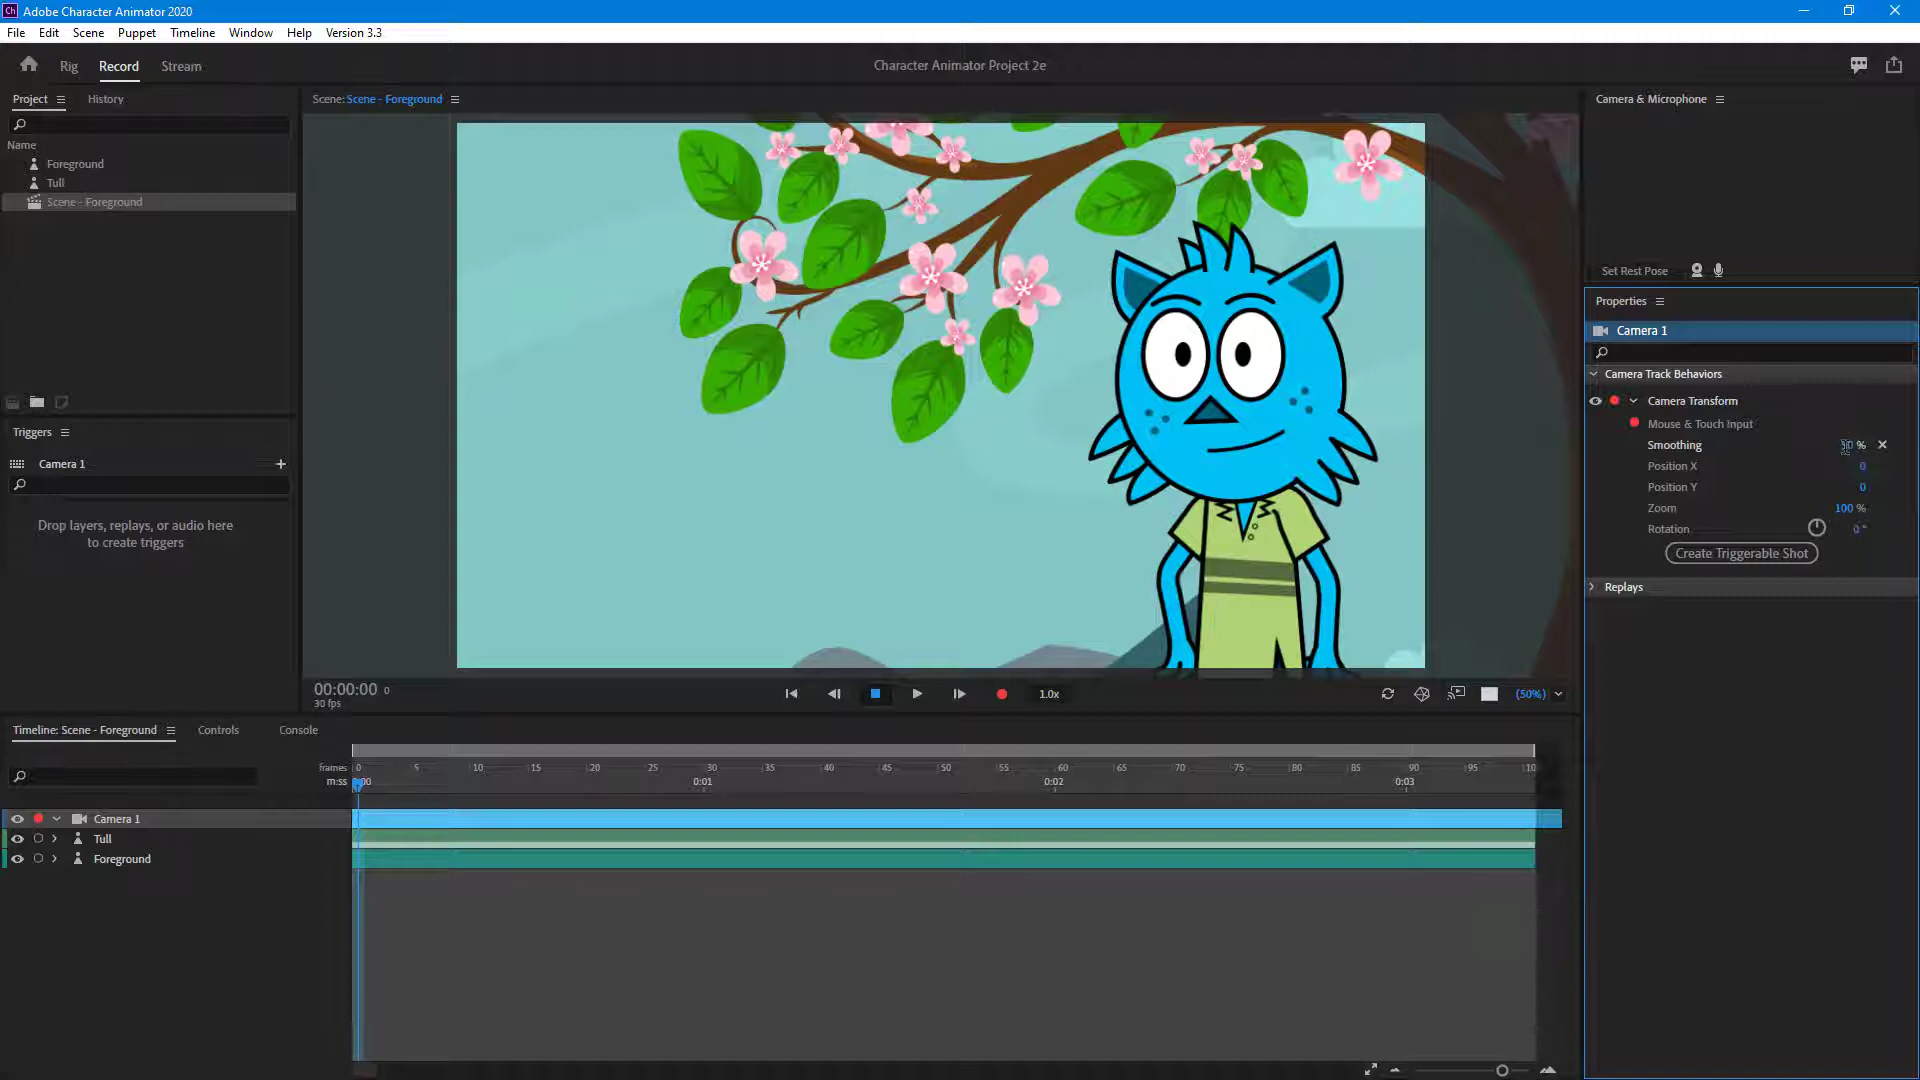 Ch Adobe Character Animator 2020
File Edit Scene Puppet Timeline Window Help Version 3.3
Rig Record Stream Character Animator Project 2e
Project History
Name
Foreground
Tull
Scene - Foreground
Triggers
Camera 1
Drop layers, replays, or audio here
to create triggers
Scene: Scene - Foreground
00:00:00 0
30 fps
1.0x
(50%)
Camera & Microphone
Set Rest Pose
Properties
Camera 1
Camera Track Behaviors
Camera Transform
Mouse & Touch Input
Smoothing %
Position X 0
Position Y 0
Zoom 100 %
Rotation 0 °
Create Triggerable Shot
Replays
Timeline: Scene - Foreground Controls Console
frames 0 5 10 15 20 25 30 35 40 45 50 55 60 65 70 75 80 85 90 95 10
m:ss 0:01 0:02 0:03
Camera 1
Tull
Foreground